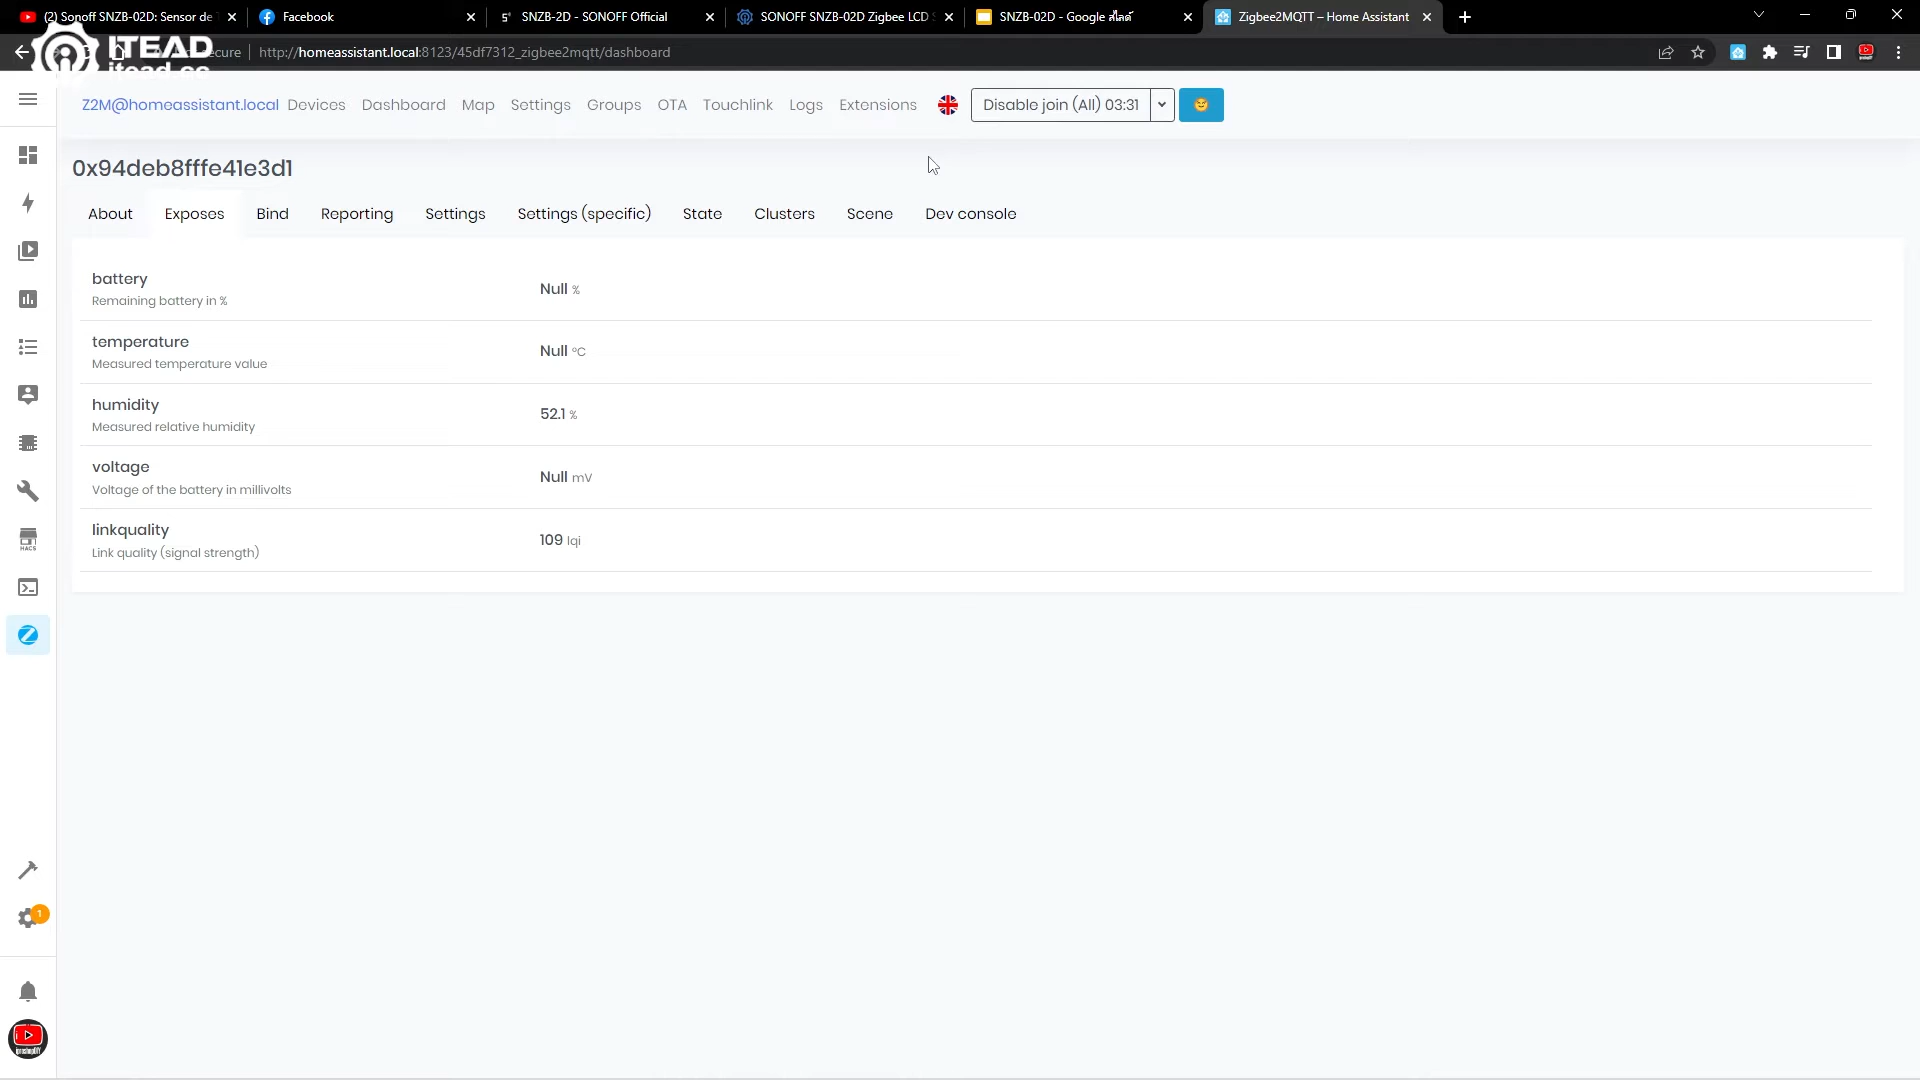 (2) Sonoff SNZB-02D: Sensor de
Facebook
SNZB-2D - SONOFF Official
SONOFF SNZB-02D Zigbee LCD S
SNZB-02D - Google สไลด์
Zigbee2MQTT – Home Assistant
ITEAD
itead.cc
ecure
http://homeassistant.local:8123/45df7312_zigbee2mqtt/dashboard
Z2M@homeassistant.local Devices Dashboard Map Settings Groups OTA Touchlink Logs Extensions
Disable join (All) 03:31
0x94deb8fffe41e3d1
About Exposes Bind Reporting Settings Settings (specific) State Clusters Scene Dev console
battery
Remaining battery in %
Null %
temperature
Measured temperature value
Null °C
humidity
Measured relative humidity
52.1 %
voltage
Voltage of the battery in millivolts
Null mV
linkquality
Link quality (signal strength)
109 lqi
HACS
1